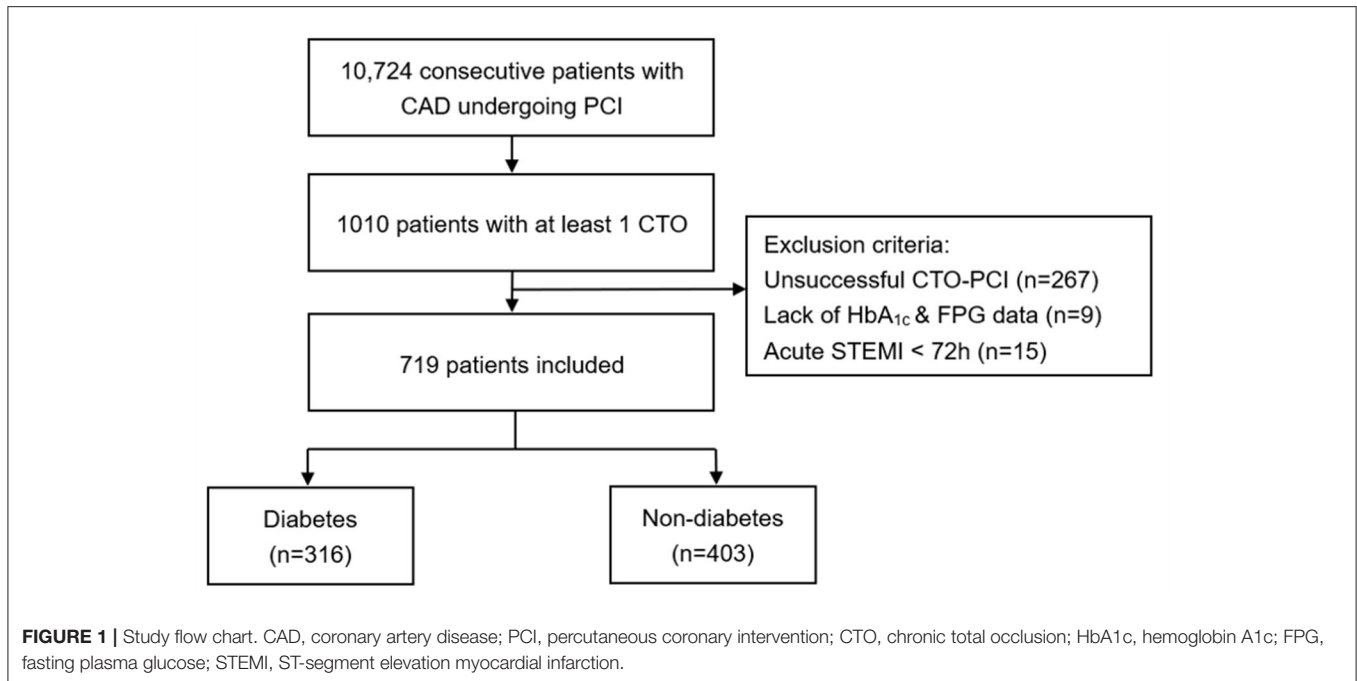 10,724 consecutive patients with
CAD undergoing PCI
1010 patients with at least 1 CTO
Exclusion criteria:
Unsuccessful CTO-PCI (n=267)
Lack of HbA1c & FPG data (n=9)
Acute STEMI < 72h (n=15)
719 patients included
Diabetes
(n=316)
Non-diabetes
(n=403)
FIGURE 1 | Study flow chart. CAD, coronary artery disease; PCI, percutaneous coronary intervention; CTO, chronic total occlusion; HbA1c, hemoglobin A1c; FPG,
fasting plasma glucose; STEMI, ST-segment elevation myocardial infarction.